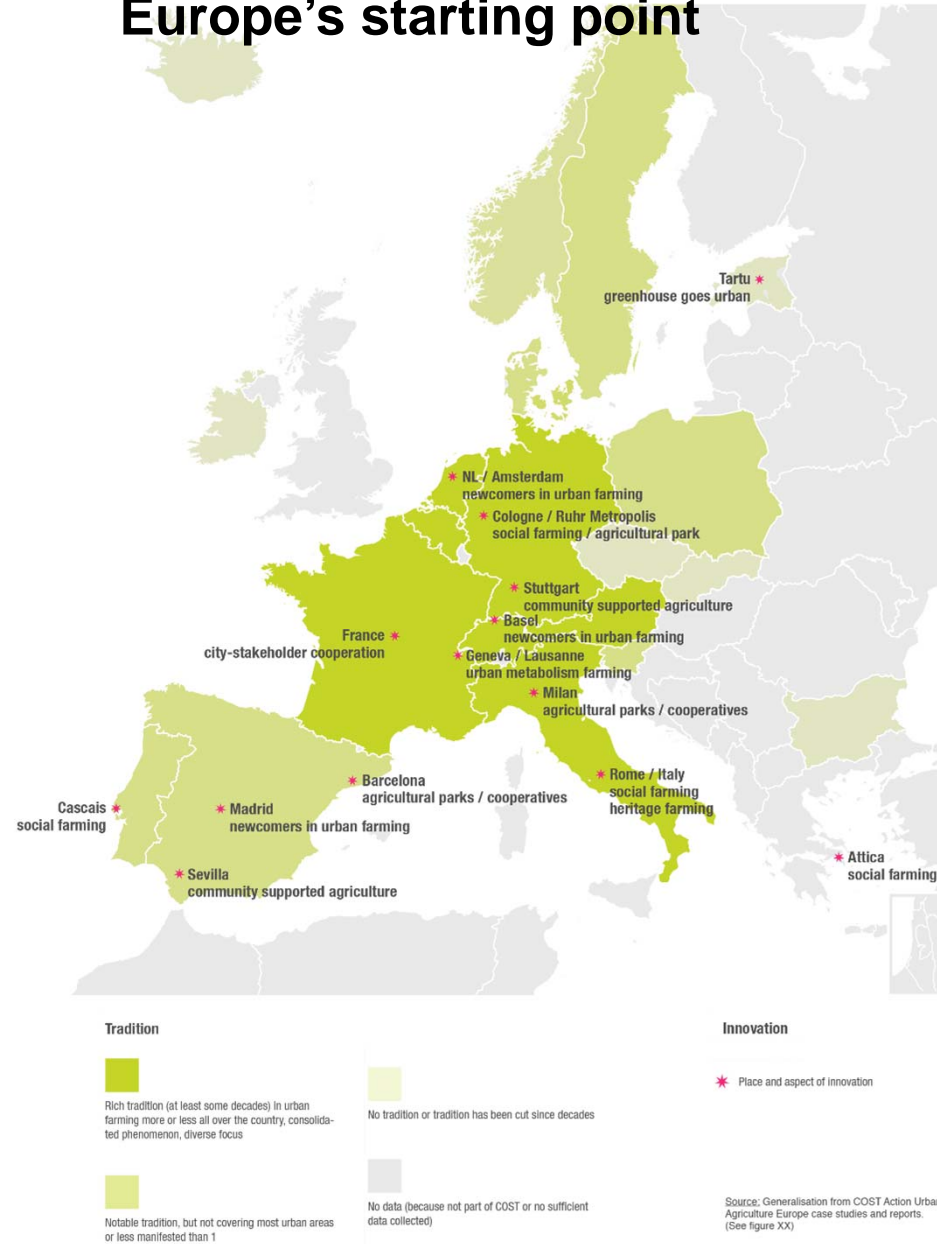 Europe’s starting point
Tartu
greenhouse goes urban
NL / Amsterdam
newcomers in urban farming
Cologne / Ruhr Metropolis
social farming / agricultural park
Stuttgart
community supported agriculture
Basel
newcomers in urban farming
France
city-stakeholder cooperation
Geneva / Lausanne
urban metabolism farming
Milan
agricultural parks / cooperatives
Barcelona
agricultural parks / cooperatives
Rome / Italy
social farming
heritage farming
Cascais
social farming
Madrid
newcomers in urban farming
Sevilla
community supported agriculture
Attica
social farming
Tradition
Rich tradition (at least some decades) in urban
farming more or less all over the country, consolida-
ted phenomenon, diverse focus
Notable tradition, but not covering most urban areas
or less manifested than 1
No tradition or tradition has been cut since decades
No data (because not part of COST or no sufficient
data collected)
Innovation
Place and aspect of innovation
Source: Generalisation from COST Action Urba
Agriculture Europe case studies and reports.
(See figure XX)